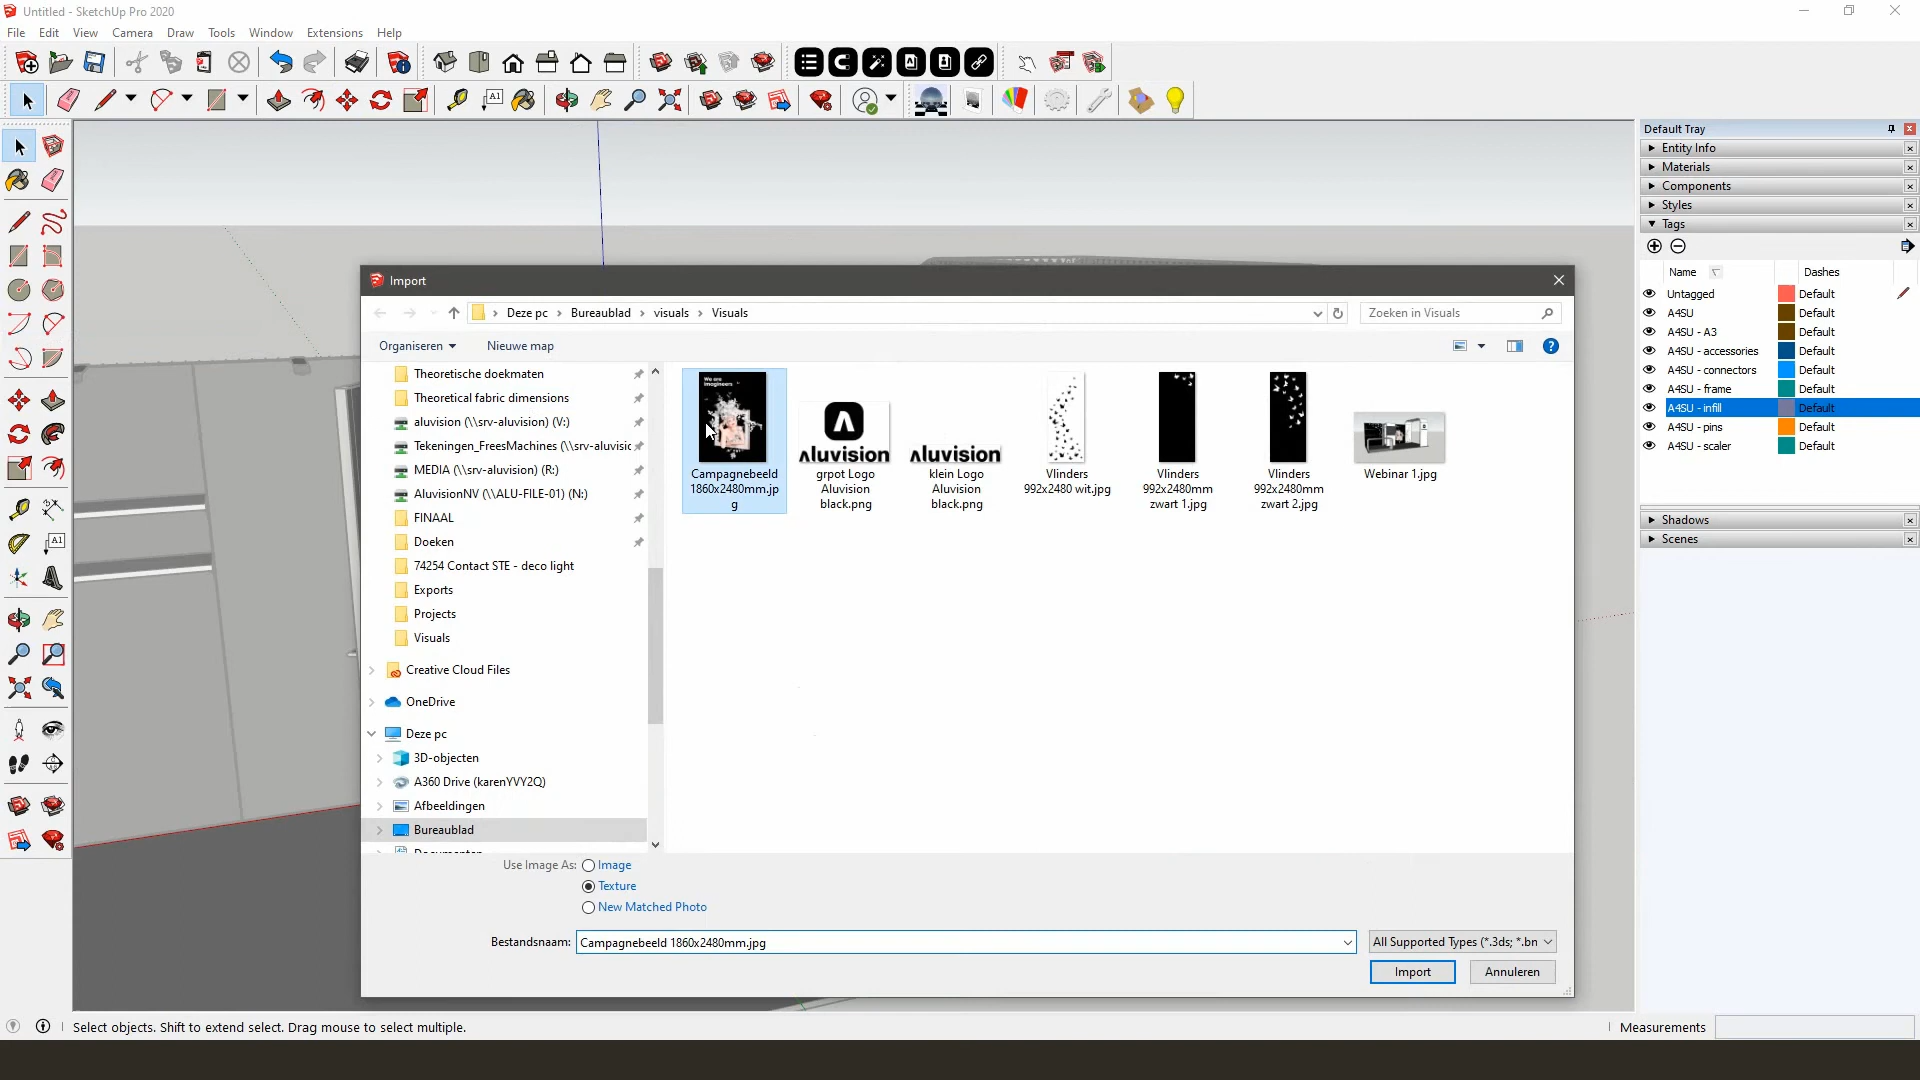 Untitled - SketchUp Pro 2020
File Edit View Camera Draw Tools Window Extensions Help
Default Tray
Entity Info
Materials
Components
Styles
Tags
Name Dashes
Untagged Default
A4SU Default
A4SU - A3 Default
A4SU - accessories Default
A4SU - connectors Default
A4SU - frame Default
A4SU - infill Default
A4SU - pins Default
A4SU - scaler Default
Shadows
Scenes
Import
Deze pc > Bureaublad > visuals > Visuals
Zoeken in Visuals
Organiseren Nieuwe map
Theoretische doekmaten
Theoretical fabric dimensions
aluvision (\\srv-aluvision) (V:)
Tekeningen_FreesMachines (\\srv-aluvisic
MEDIA (\\srv-aluvision) (R:)
AluvisionNV (\\ALU-FILE-01) (N:)
FINAAL
Doeken
74254 Contact STE - deco light
Exports
Projects
Visuals
Creative Cloud Files
OneDrive
Deze pc
3D-objecten
A360 Drive (karenYVY2Q)
Afbeeldingen
Bureaublad
We are
imagineers
Campagnebeeld
1860x2480mm.jp
g
Aluvision
grpot Logo
Aluvision
black.png
Aluvision
klein Logo
Aluvision
black.png
Vlinders
992x2480 wit.jpg
Vlinders
992x2480mm
zwart 1.jpg
Vlinders
992x2480mm
zwart 2.jpg
Webinar 1.jpg
Use Image As: Image
Texture
New Matched Photo
Bestandsnaam: Campagnebeeld 1860x2480mm.jpg
All Supported Types (*.3ds; *.bn
Import Annuleren
Select objects. Shift to extend select. Drag mouse to select multiple.
Measurements